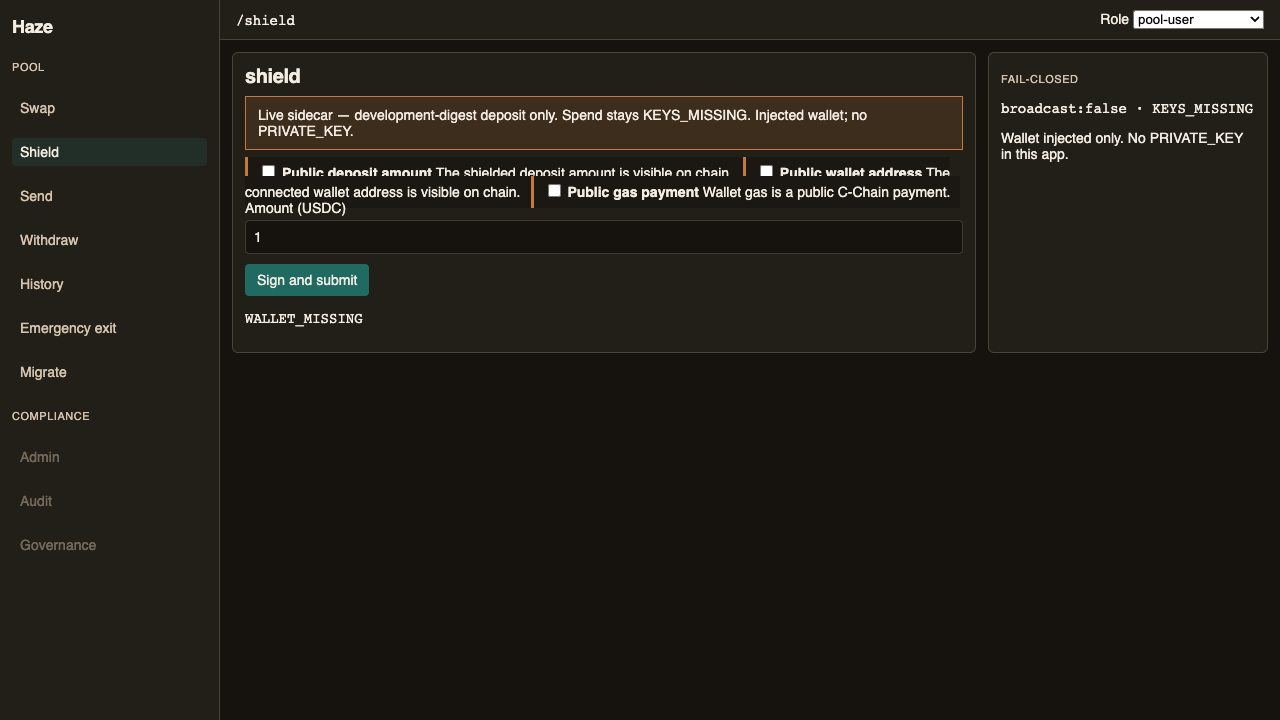 Haze
POOL
Swap
Shield
Send
Withdraw
History
Emergency exit
Migrate
COMPLIANCE
Admin
Audit
Governance
/shield
Role pool-user
shield
Live sidecar — development-digest deposit only. Spend stays KEYS_MISSING. Injected wallet; no
PRIVATE_KEY.
Public deposit amount The shielded deposit amount is visible on chain. Public wallet address The
connected wallet address is visible on chain. Public gas payment Wallet gas is a public C-Chain payment.
Amount (USDC)
1
Sign and submit
WALLET_MISSING
FAIL-CLOSED
broadcast:false · KEYS_MISSING
Wallet injected only. No PRIVATE_KEY
in this app.